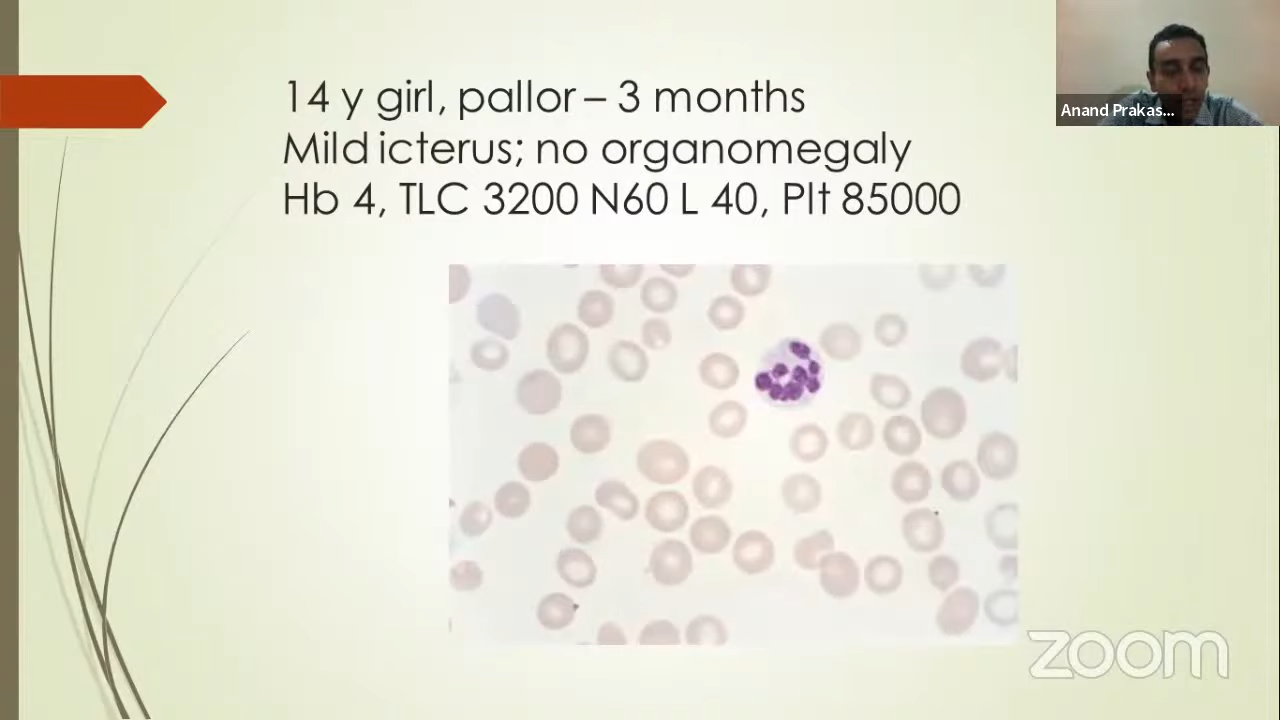 14 y girl, pallor – 3 months
Mild icterus; no organomegaly
Hb 4, TLC 3200 N60 L 40, Plt 85000
Anand Prakas...
zoom